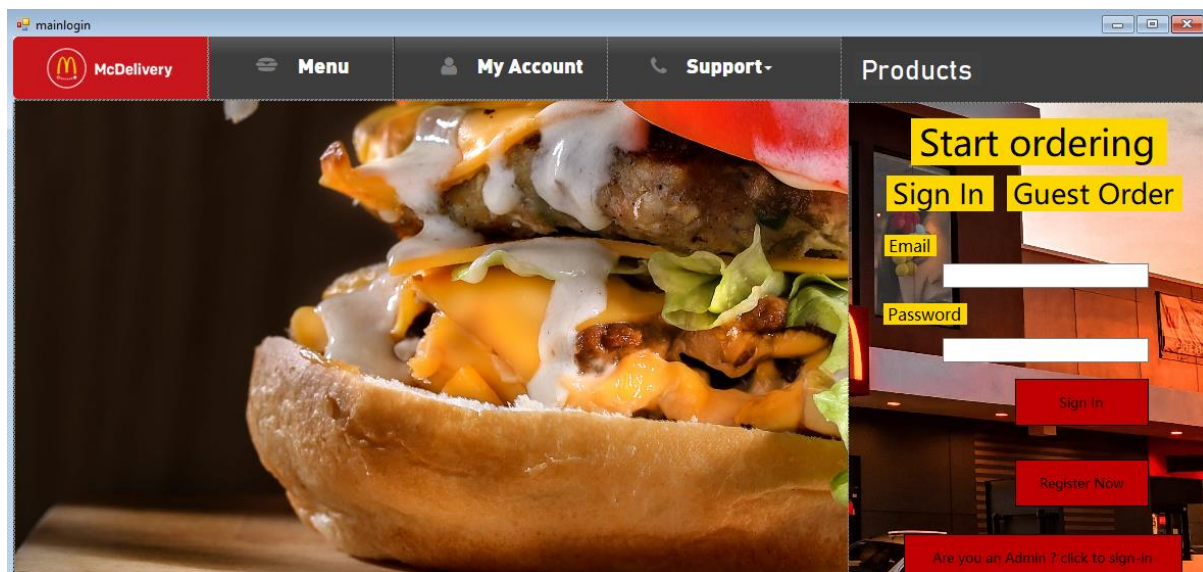 mainlogin
McDelivery
Menu
My Account
Support
Products
Start ordering
Sign In
Guest Order
Email
Password
Sign In
Register Now
Are you an Admin ? click to sign-in